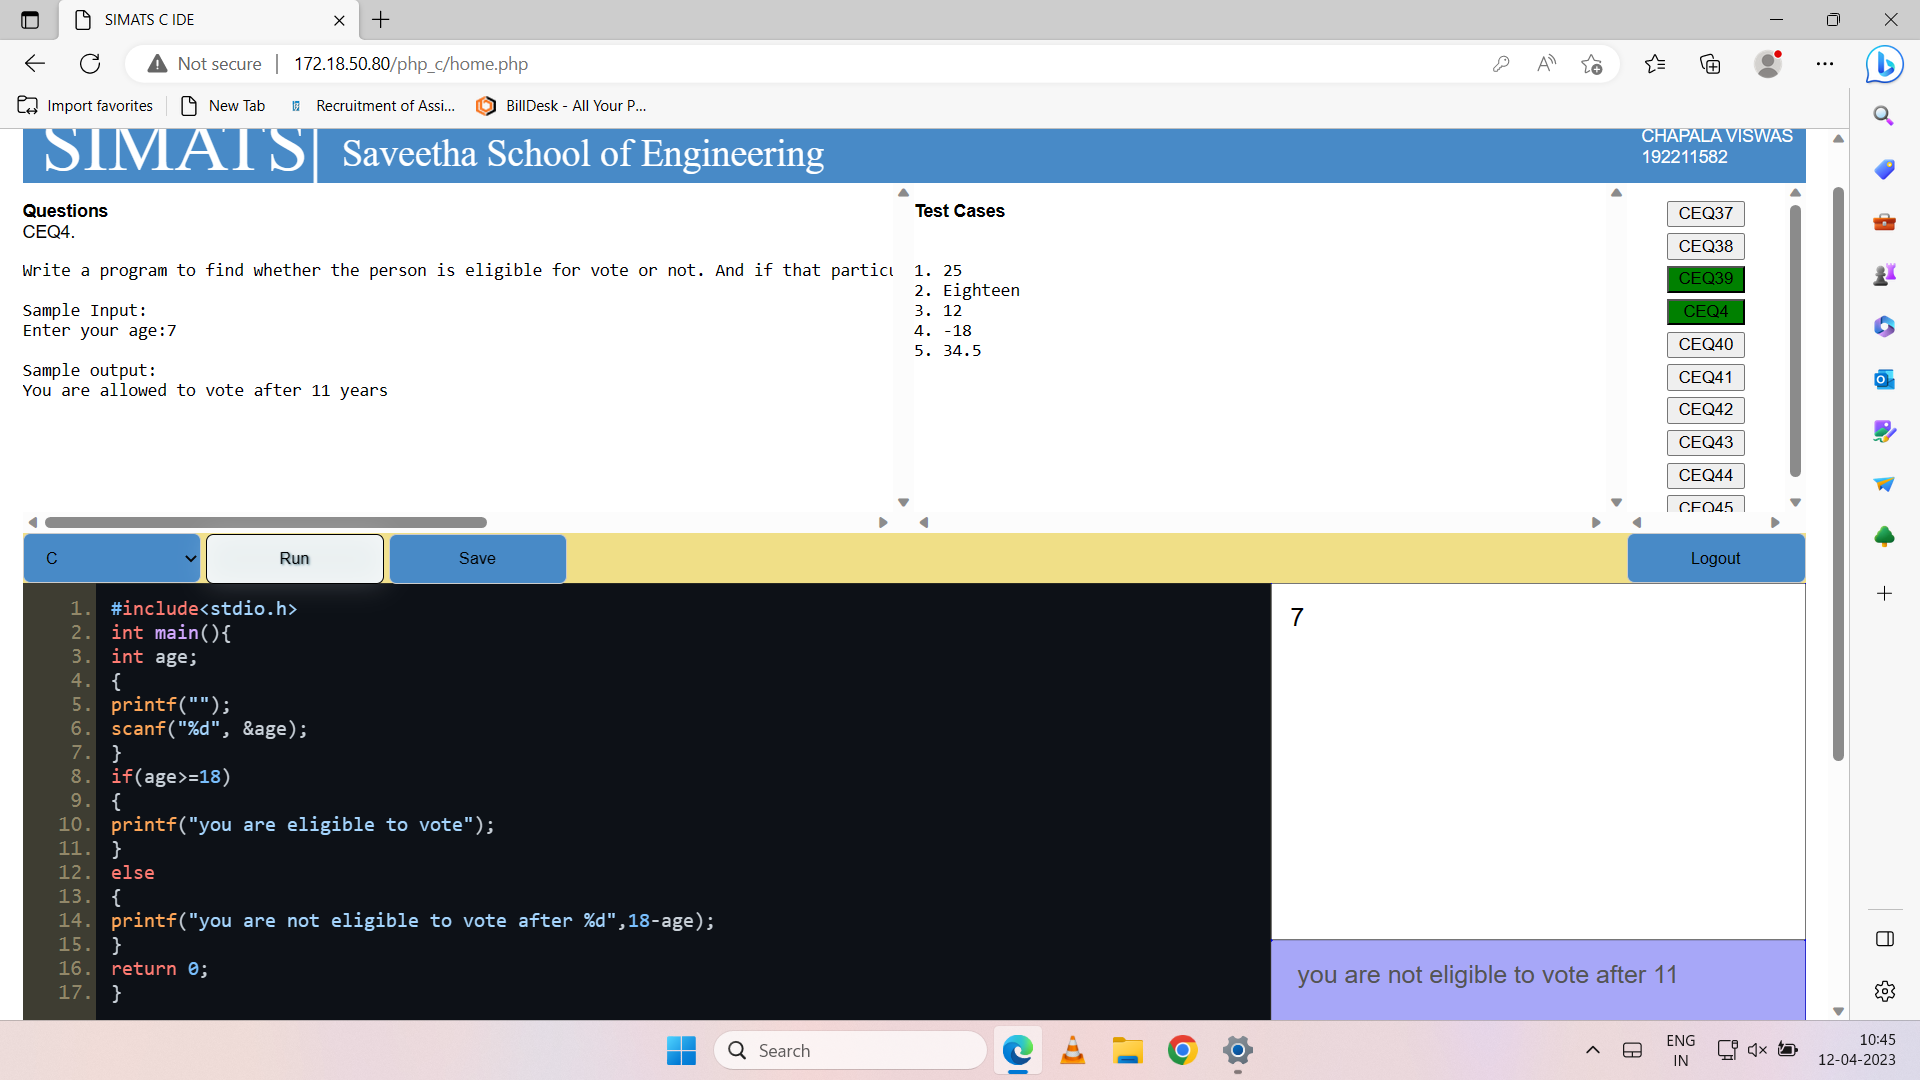 SIMATS C IDE
Not secure
172.18.50.80/php_c/home.php
Import favorites
New Tab
Recruitment of Assi...
BillDesk - All Your P...
SIMATS
Saveetha School of Engineering
CHAPALA VISWAS
192211582
Questions
CEQ4.
Write a program to find whether the person is eligible for vote or not. And if that particu
Sample Input:
Enter your age:7
Sample output:
You are allowed to vote after 11 years
Test Cases
1. 25
2. Eighteen
3. 12
4. -18
5. 34.5
CEQ37
CEQ38
CEQ39
CEQ4
CEQ40
CEQ41
CEQ42
CEQ43
CEQ44
CEQ45
C
Run
Save
Logout
1. #include<stdio.h>
2. int main(){
3. int age;
4. {
5. printf("");
6. scanf("%d", &age);
7. }
8. if(age>=18)
9. {
10. printf("you are eligible to vote");
11. }
12. else
13. {
14. printf("you are not eligible to vote after %d",18-age);
15. }
16. return 0;
17. }
7
you are not eligible to vote after 11
Search
ENG
IN
10:45
12-04-2023